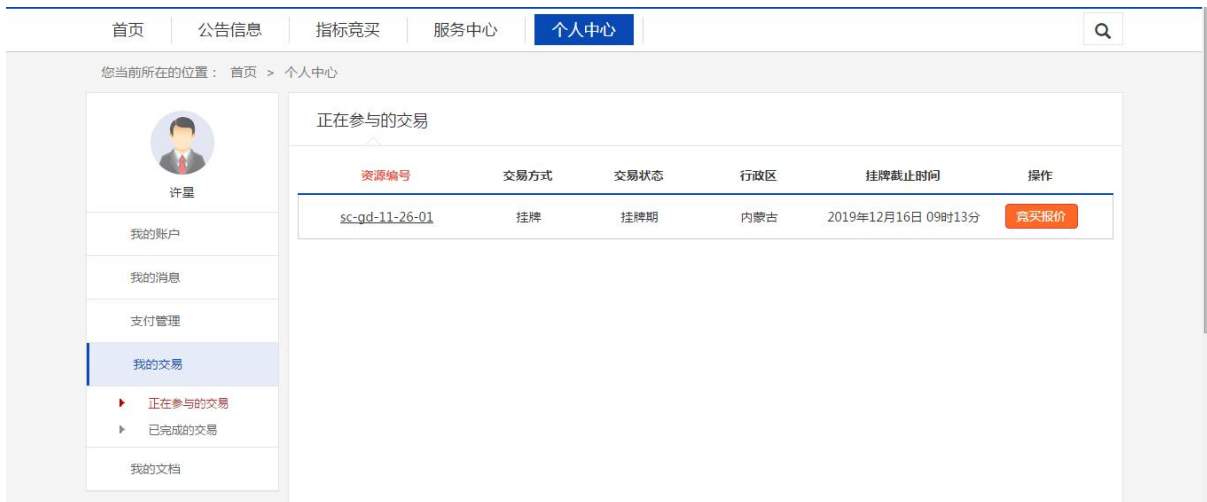 首页 公告信息 指标竞买 服务中心 个人中心
您当前所在的位置： 首页 > 个人中心
许星
我的账户
我的消息
支付管理
我的交易
正在参与的交易
已完成的交易
我的文档
正在参与的交易
资源编号 交易方式 交易状态 行政区 挂牌截止时间 操作
sc-gd-11-26-01 挂牌 挂牌期 内蒙古 2019年12月16日 09时13分 竞买报价